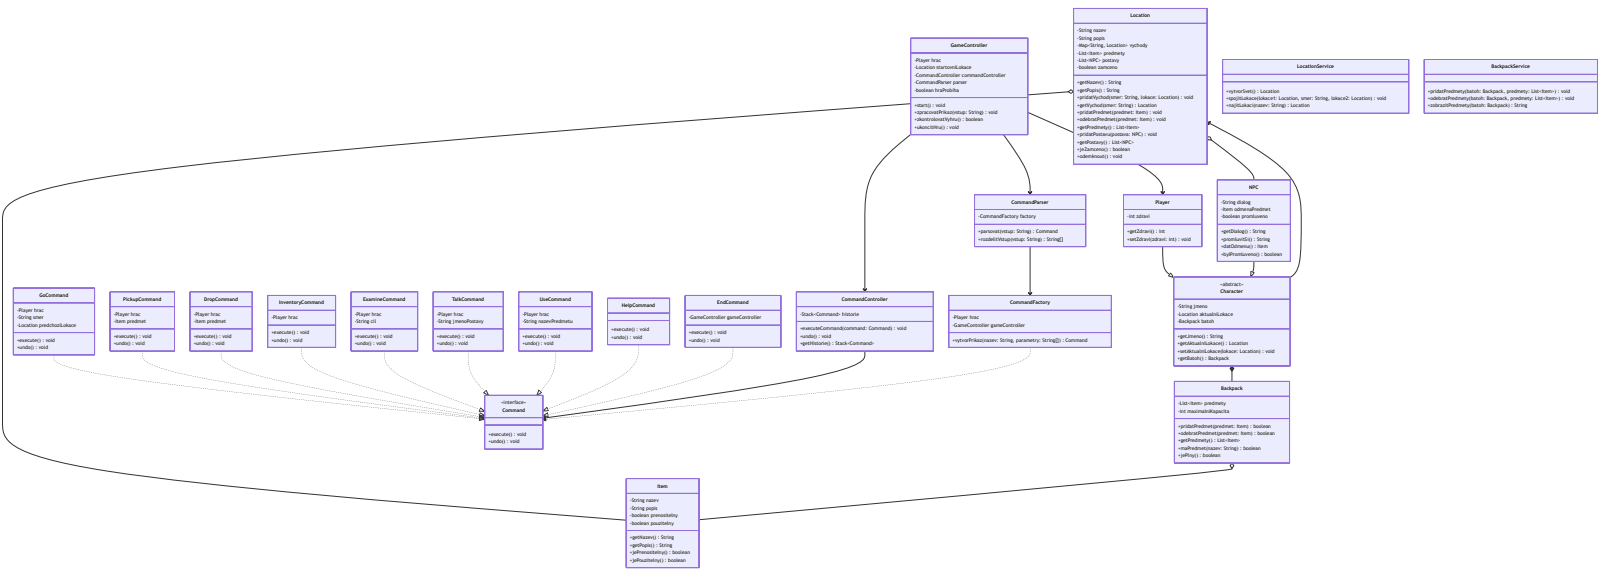 Location
-String nazev
-String popis
-Map<String, Location> vychody
-List<Item> predmety
-List<NPC> postavy
-boolean zamceno
+getNazev() : String
+getPopis() : String
+pridatVychod(smer: String, lokace: Location) : void
+getVychod(smer: String) : Location
+pridatPredmet(predmet: Item) : void
+odebratPredmet(predmet: Item) : void
+getPredmety() : List<Item>
+pridatPostavu(postava: NPC) : void
+getPostavy() : List<NPC>
+jeZamceno() : boolean
+odemknout() : void
GameController
-Player hrac
-Location startovniLokace
-CommandController commandController
-CommandParser parser
-boolean hraProbiha
+start() : void
+zpracovatPrikaz(vstup: String) : void
+zkontrolovatVyhru() : boolean
+ukoncitHru() : void
LocationService
+vytvorSvet() : Location
+spojitLokace(lokace1: Location, smer: String, lokace2: Location) : void
+najitLokaci(nazev: String) : Location
BackpackService
+pridatPredmety(batoh: Backpack, predmety: List<Item>) : void
+odebratPredmety(batoh: Backpack, predmety: List<Item>) : void
+zobrazitPredmety(batoh: Backpack) : String
CommandParser
-CommandFactory factory
+parsovat(vstup: String) : Command
+rozdelitVstup(vstup: String) : String[]
Player
-int zdravi
+getZdravi() : int
+setZdravi(zdravi: int) : void
NPC
-String dialog
-Item odmenaPredmet
-boolean promluveno
+getDialog() : String
+promluvitSi() : String
+datOdmenu() : Item
+bylPromluveno() : boolean
GoCommand
-Player hrac
-String smer
-Location predchoziLokace
+execute() : void
+undo() : void
PickupCommand
-Player hrac
-Item predmet
+execute() : void
+undo() : void
DropCommand
-Player hrac
-Item predmet
+execute() : void
+undo() : void
InventoryCommand
-Player hrac
+execute() : void
+undo() : void
ExamineCommand
-Player hrac
-String cil
+execute() : void
+undo() : void
TalkCommand
-Player hrac
-String jmenoPostavy
+execute() : void
+undo() : void
UseCommand
-Player hrac
-String nazevPredmetu
+execute() : void
+undo() : void
HelpCommand
+execute() : void
+undo() : void
EndCommand
-GameController gameController
+execute() : void
+undo() : void
CommandController
-Stack<Command> historie
+executeCommand(command: Command) : void
+undo() : void
+getHistorie() : Stack<Command>
CommandFactory
-Player hrac
-GameController gameController
+vytvorPrikaz(nazev: String, parametry: String[]) : Command
«abstract»
Character
-String jmeno
-Location aktualniLokace
-Backpack batoh
+getJmeno() : String
+getAktualniLokace() : Location
+setAktualniLokace(lokace: Location) : void
+getBatoh() : Backpack
Backpack
-List<Item> predmety
-int maximalniKapacita
+pridatPredmet(predmet: Item) : boolean
+odebratPredmet(predmet: Item) : boolean
+getPredmety() : List<Item>
+maPredmet(nazev: String) : boolean
+jePlny() : boolean
«interface»
Command
+execute() : void
+undo() : void
Item
-String nazev
-String popis
-boolean prenositelny
-boolean pouzitelny
+getNazev() : String
+getPopis() : String
+jePrenositelny() : boolean
+jePouzitelny() : boolean